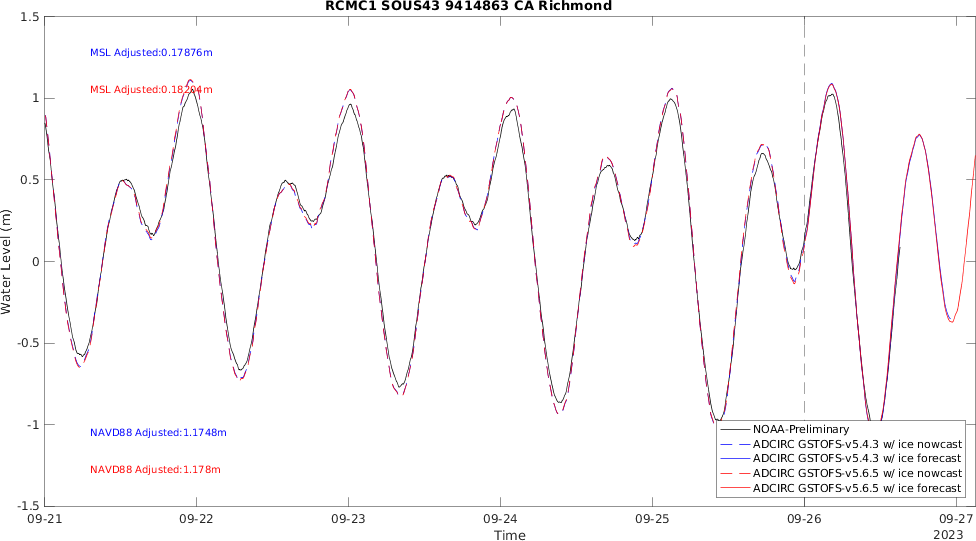 RCMC1 SOUS43 9414863 CA Richmond
1.5
MSL Adjusted:0.17876m
MSL Adjusted:0.18204m
1
0.5
0
-0.5
-1
-1.5
Water Level (m)
NAVD88 Adjusted:1.1748m
NAVD88 Adjusted:1.178m
NOAA-Preliminary
ADCIRC GSTOFS-v5.4.3 w/ ice nowcast
ADCIRC GSTOFS-v5.4.3 w/ ice forecast
ADCIRC GSTOFS-v5.6.5 w/ ice nowcast
ADCIRC GSTOFS-v5.6.5 w/ ice forecast
09-21 09-22 09-23 09-24 09-25 09-26 09-27
2023
Time